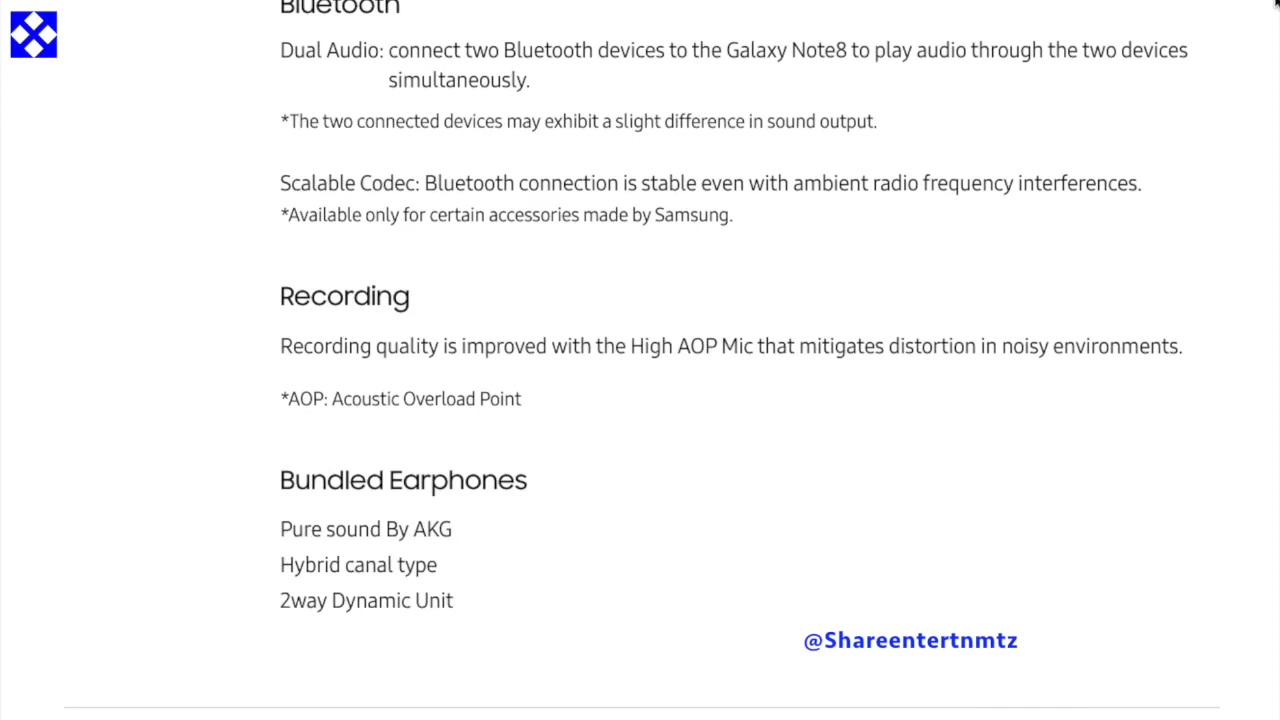 Bluetooth
Dual Audio: connect two Bluetooth devices to the Galaxy Note8 to play audio through the two devices
simultaneously.
*The two connected devices may exhibit a slight difference in sound output.
Scalable Codec: Bluetooth connection is stable even with ambient radio frequency interferences.
*Available only for certain accessories made by Samsung.
Recording
Recording quality is improved with the High AOP Mic that mitigates distortion in noisy environments.
*AOP: Acoustic Overload Point
Bundled Earphones
Pure sound By AKG
Hybrid canal type
2way Dynamic Unit
@Shareentertnmtz